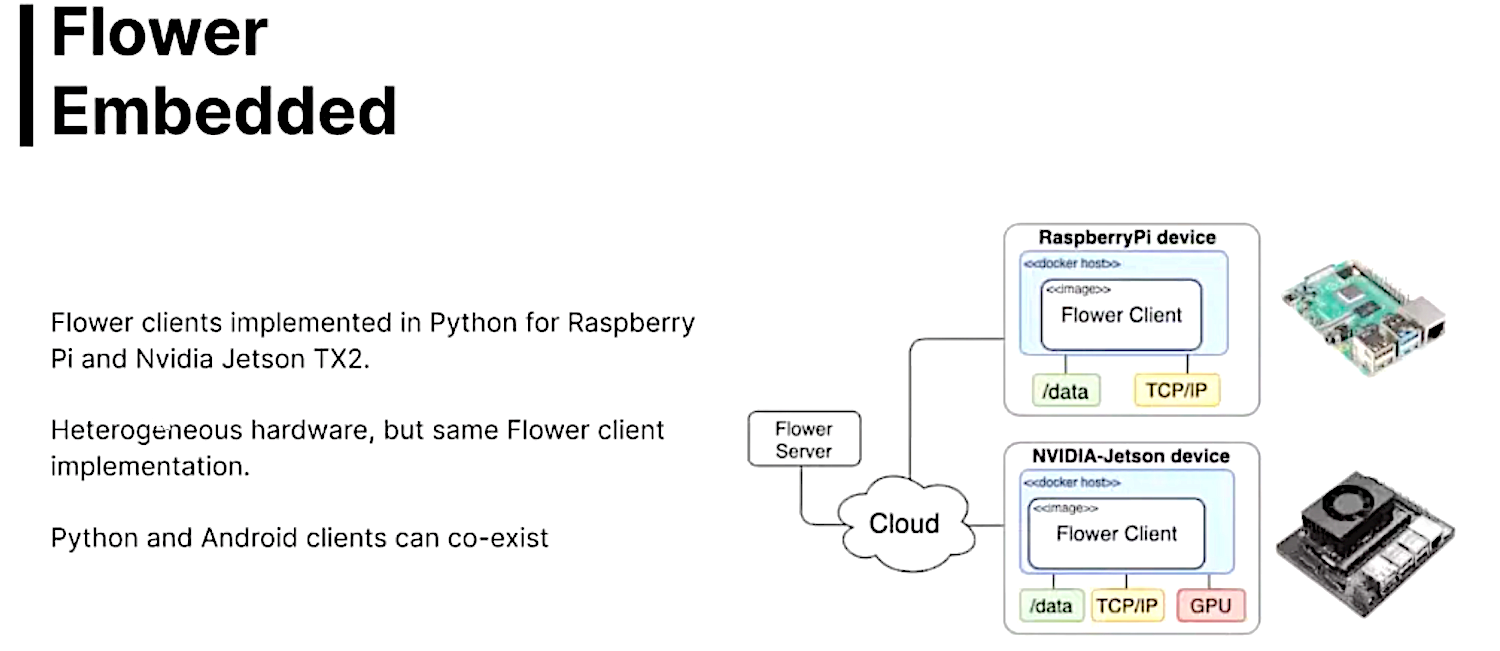 Flower
Embedded
Flower clients implemented in Python for Raspberry
Pi and Nvidia Jetson TX2.
Heterogeneous hardware, but same Flower client
implementation.
Python and Android clients can co-exist
Flower
Server
Cloud
RaspberryPi device
<<docker host>>
<<image>>
Flower Client
/data
TCP/IP
NVIDIA-Jetson device
<<docker host>>
<<image>>
Flower Client
/data
TCP/IP
GPU